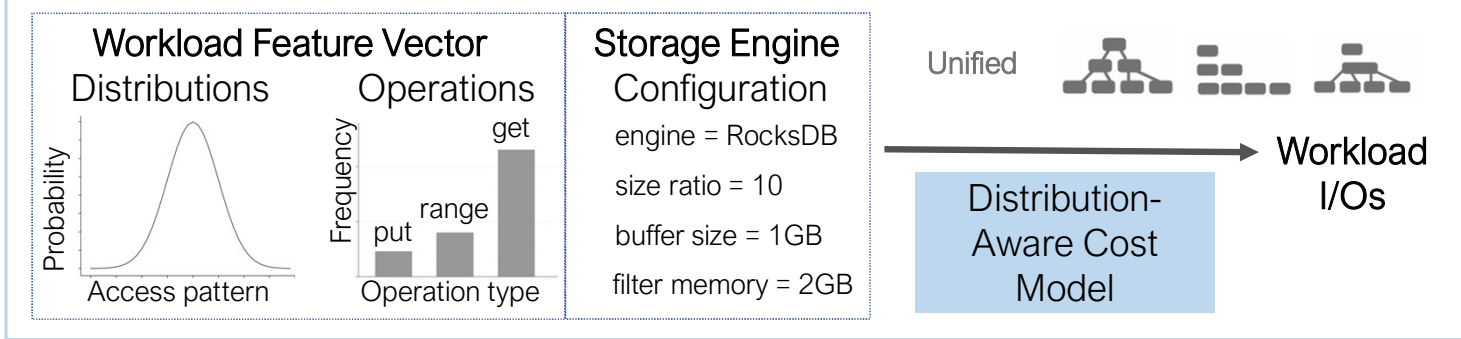 Workload Feature Vector
Distributions
Probability
Access pattern
Operations
Frequency
put
range
get
Operation type
Storage Engine
Configuration
engine = RocksDB
size ratio = 10
buffer size = 1GB
filter memory = 2GB
Unified
Distribution-
Aware Cost
Model
Workload
I/Os